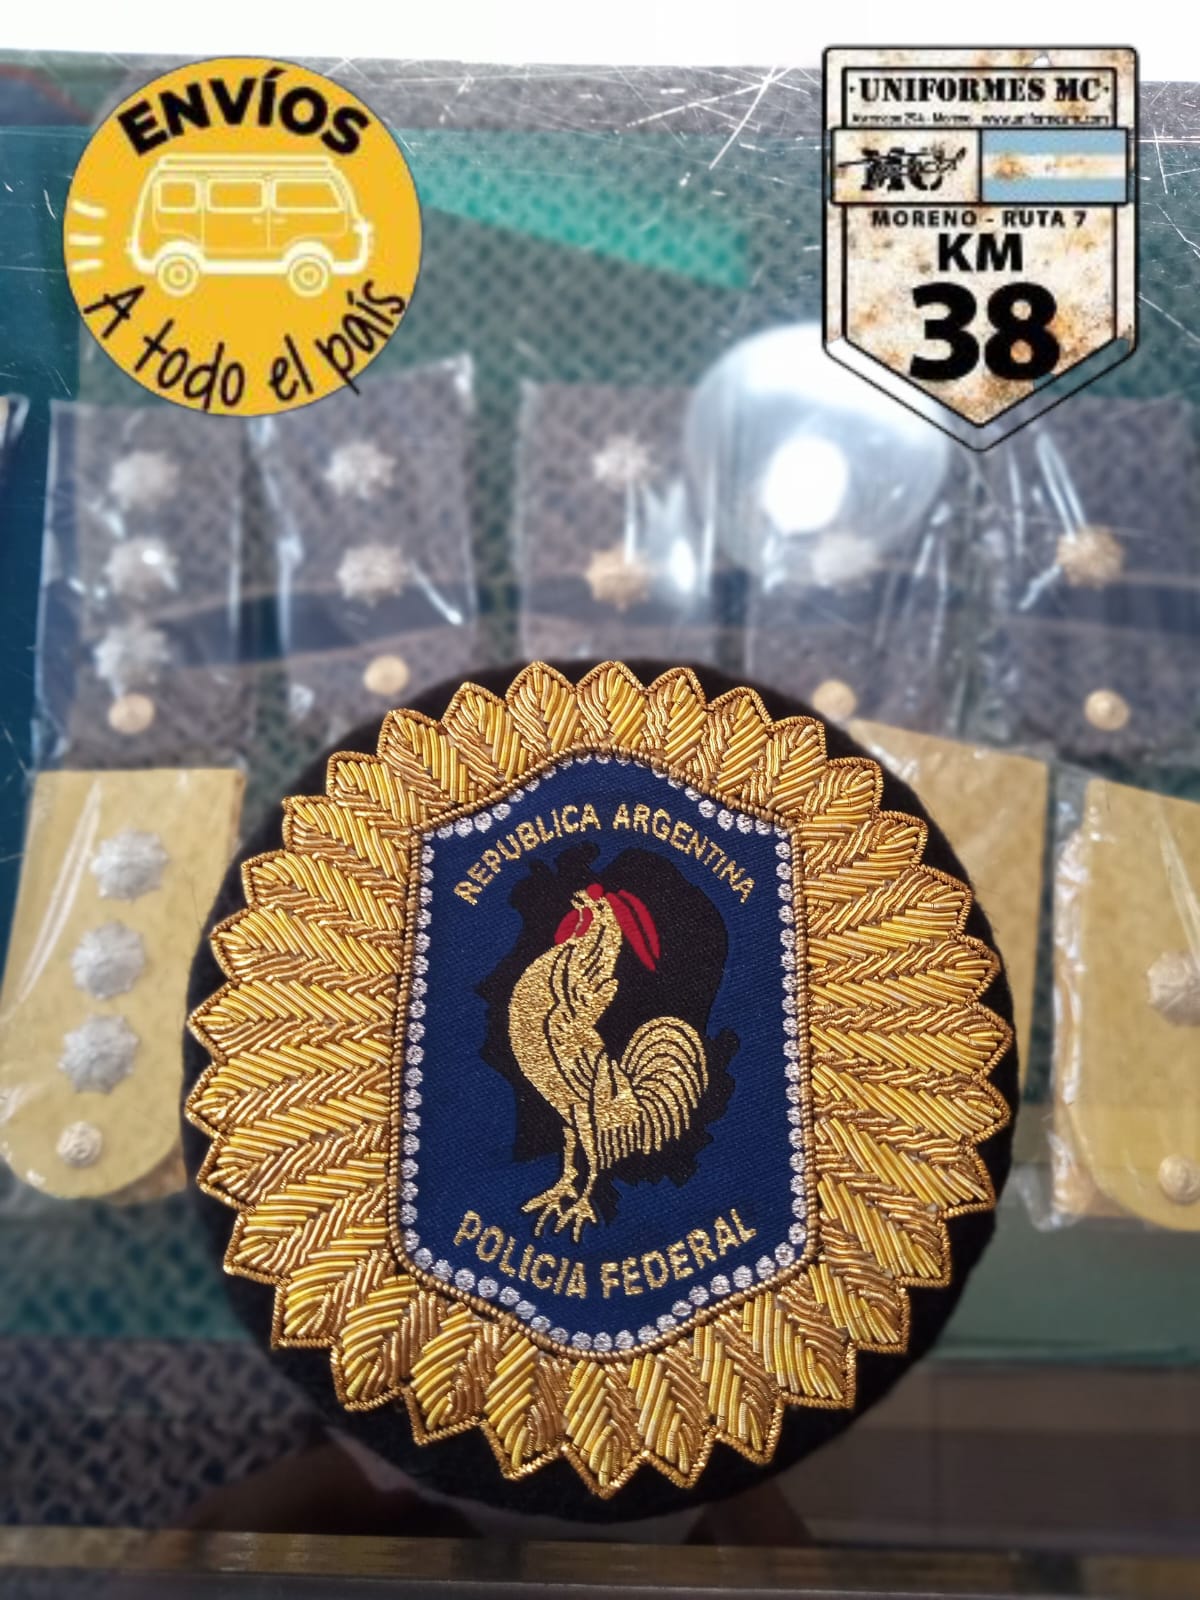 ENVÍOS
A todo el país
·UNIFORMES MC·
MC
MORENO - RUTA 7
KM
38
REPUBLICA ARGENTINA
POLICIA FEDERAL